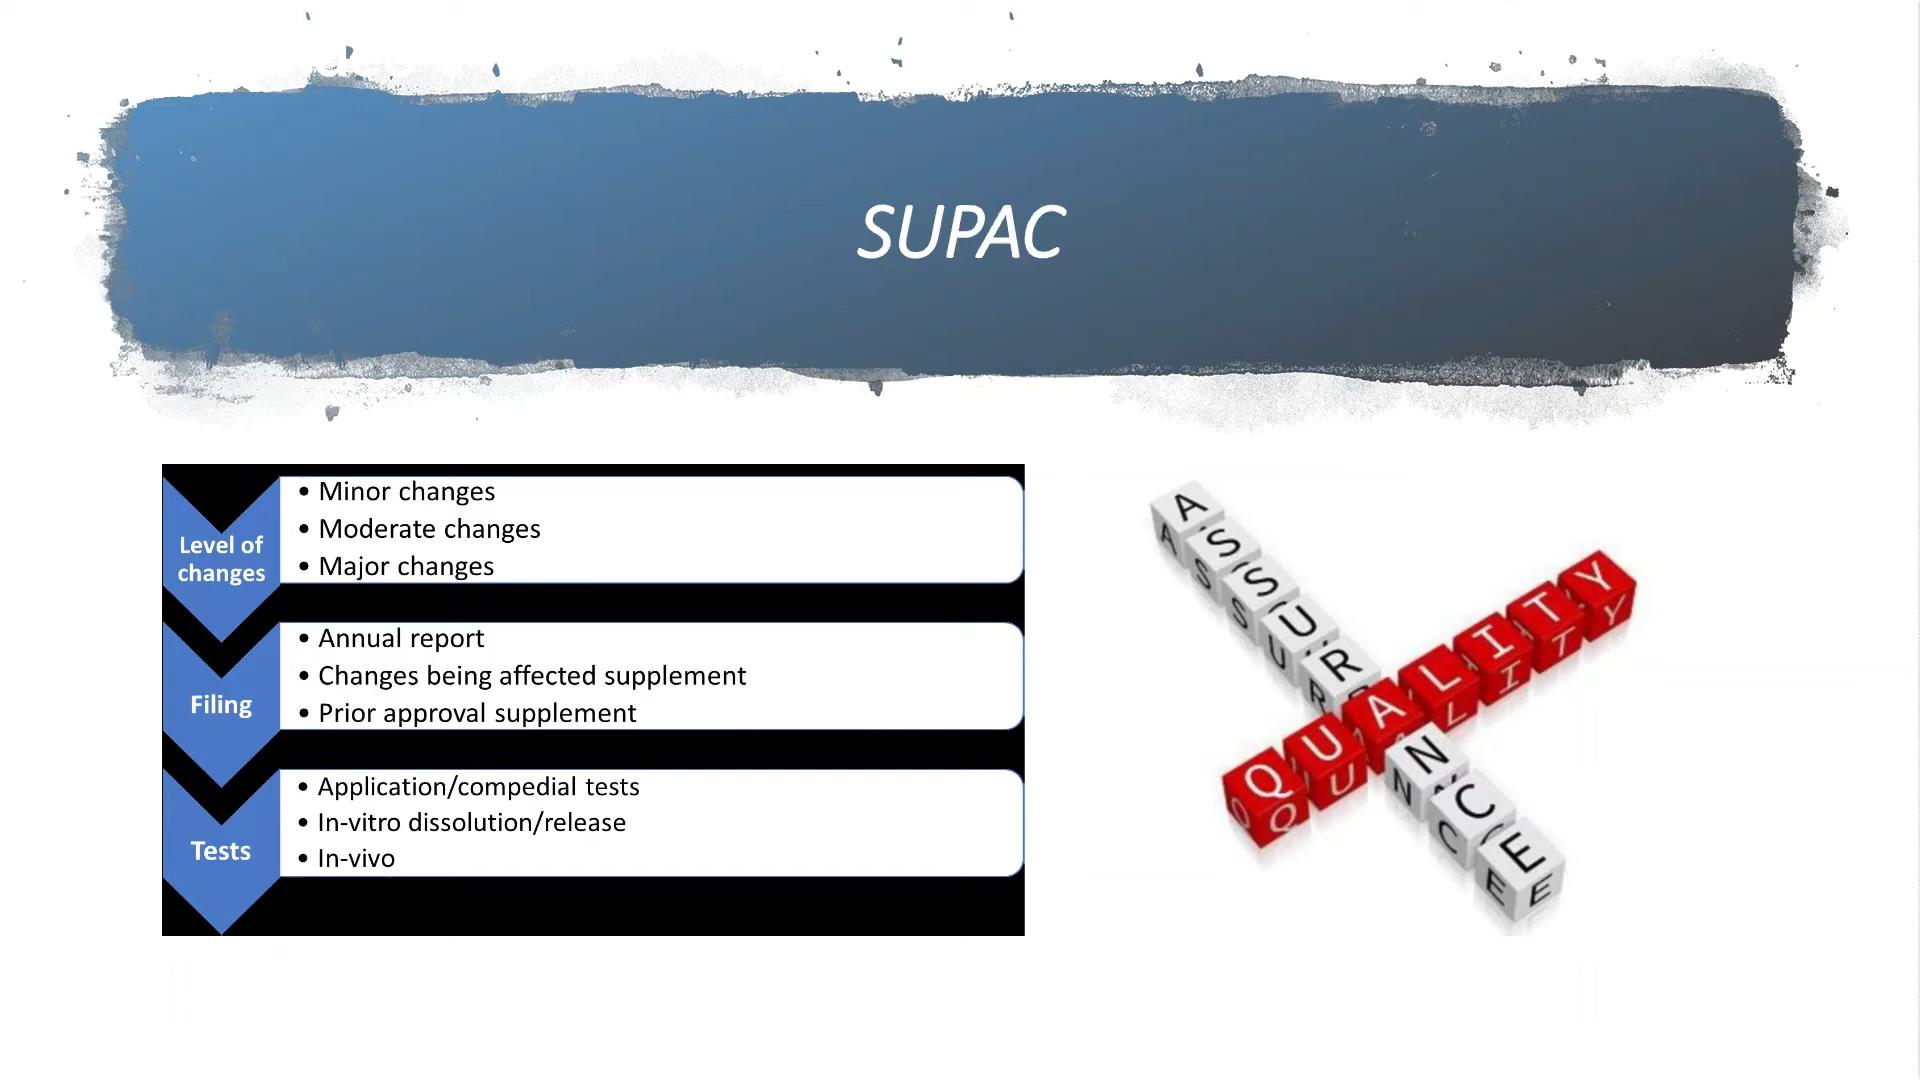 SUPAC
Level of changes
• Minor changes
• Moderate changes
• Major changes
Filing
• Annual report
• Changes being affected supplement
• Prior approval supplement
Tests
• Application/compedial tests
• In-vitro dissolution/release
• In-vivo
ASSURANCE
QUALITY